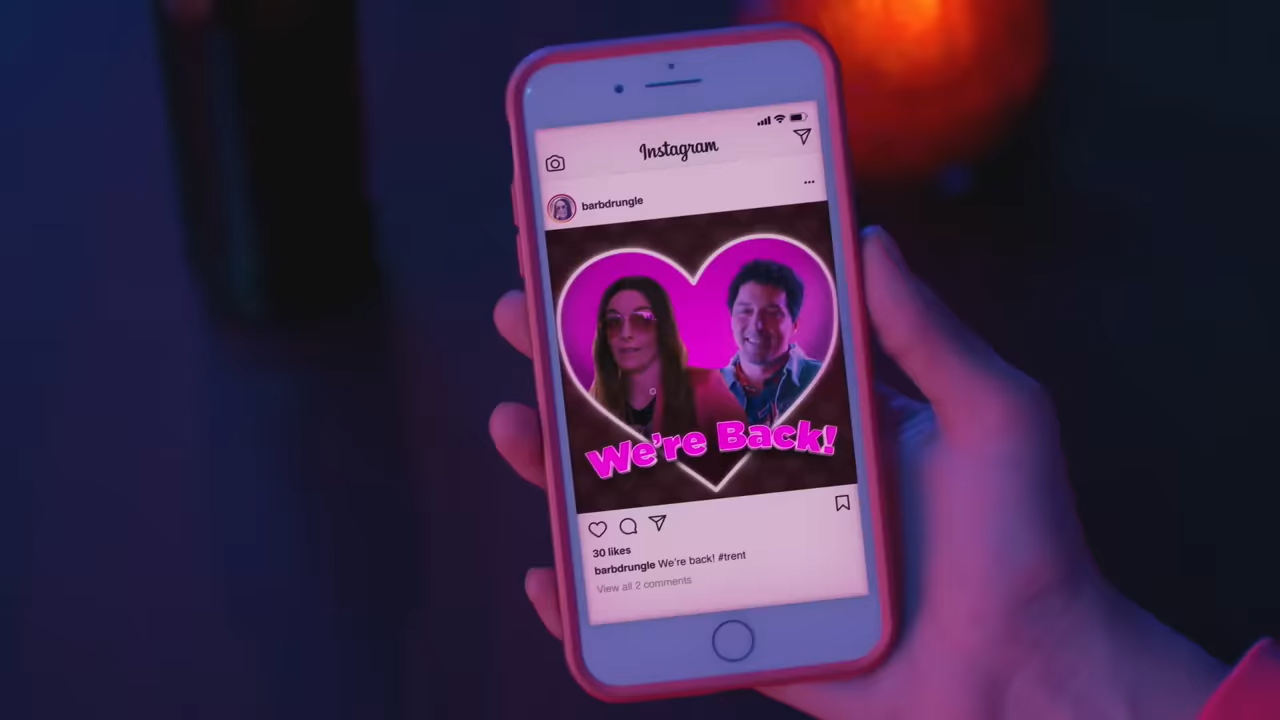 Instagram
barbdrungle
We're Back!
30 likes
barbdrungle We're back! #trent
View all 2 comments